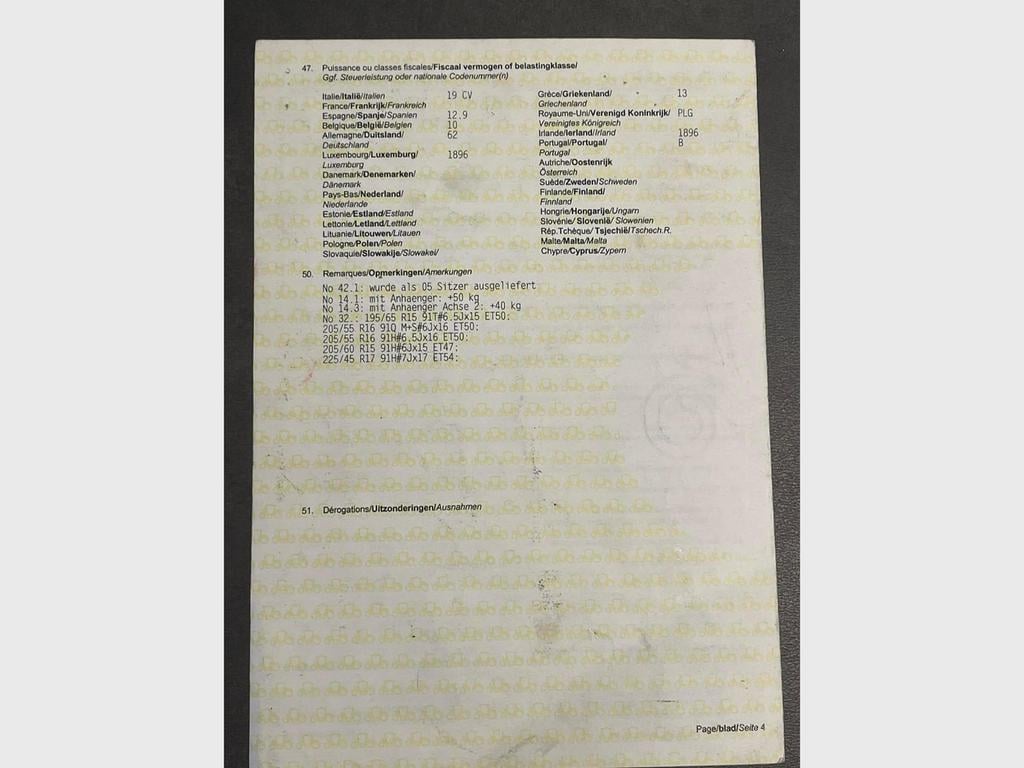 47. Puissance ou classes fiscales/Fiscaal vermogen of belastingklasse/
Ggf. Steuerleistung oder nationale Codenummer(n)
Italie/Italië/Italien 19 CV
France/Frankrijk/Frankreich
Espagne/Spanje/Spanien 12.9
Belgique/België/Belgien 10
Allemagne/Duitsland/ 62
Deutschland
Luxembourg/Luxemburg/ 1896
Luxemburg
Danemark/Denemarken/
Dänemark
Pays-Bas/Nederland/
Niederlande
Estonie/Estland/Estland
Lettonie/Letland/Lettland
Lituanie/Litouwen/Litauen
Pologne/Polen/Polen
Slovaquie/Slowakije/Slowakei/
Grèce/Griekenland/ 13
Griechenland
Royaume-Uni/Verenigd Koninkrijk/ PLG
Vereinigtes Königreich
Irlande/Ierland/Irland 1896
Portugal/Portugal/ B
Portugal
Autriche/Oostenrijk
Österreich
Suède/Zweden/Schweden
Finlande/Finland/
Finnland
Hongrie/Hongarije/Ungarn
Slovénie/ Slovenië/ Slowenien
Rép.Tchèque/ Tsjechië/Tschech.R.
Malte/Malta/Malta
Chypre/Cyprus/Zypern
50. Remarques/Opmerkingen/Amerkungen
No 42.1: wurde als 05 Sitzer ausgeliefert
No 14.1: mit Anhaenger: +50 kg
No 14.3: mit Anhaenger Achse 2: +40 kg
No 32.: 195/65 R15 91T#6.5Jx15 ET50;
205/55 R16 91Q M+S#6Jx16 ET50;
205/55 R16 91H#6.5Jx16 ET50;
205/60 R15 91H#6Jx15 ET47;
225/45 R17 91H#7Jx17 ET54;
51. Dérogations/Uitzonderingen/Ausnahmen
Page/blad/Seite 4